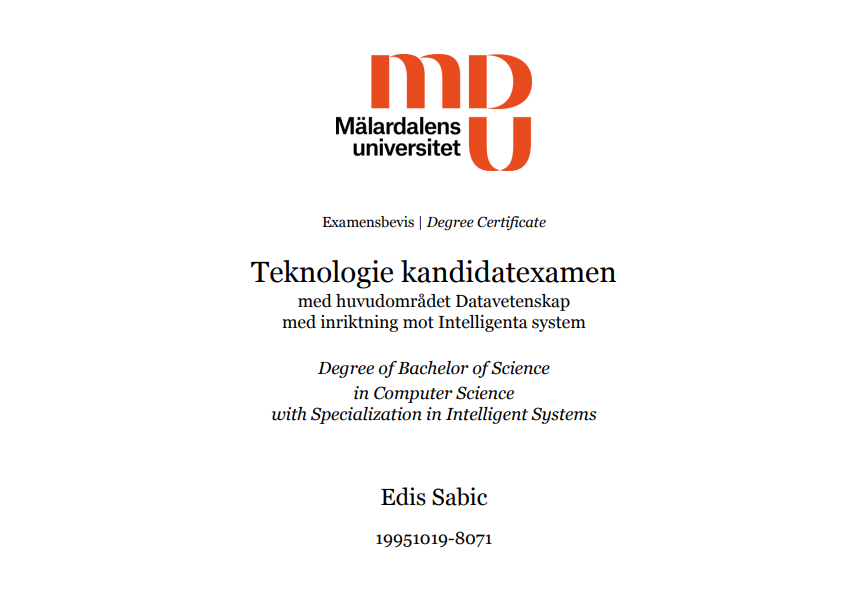 mdu
Mälardalens
universitet
Examensbevis | Degree Certificate
Teknologie kandidatexamen
med huvudområdet Datavetenskap
med inriktning mot Intelligenta system
Degree of Bachelor of Science
in Computer Science
with Specialization in Intelligent Systems
Edis Sabic
19951019-8071